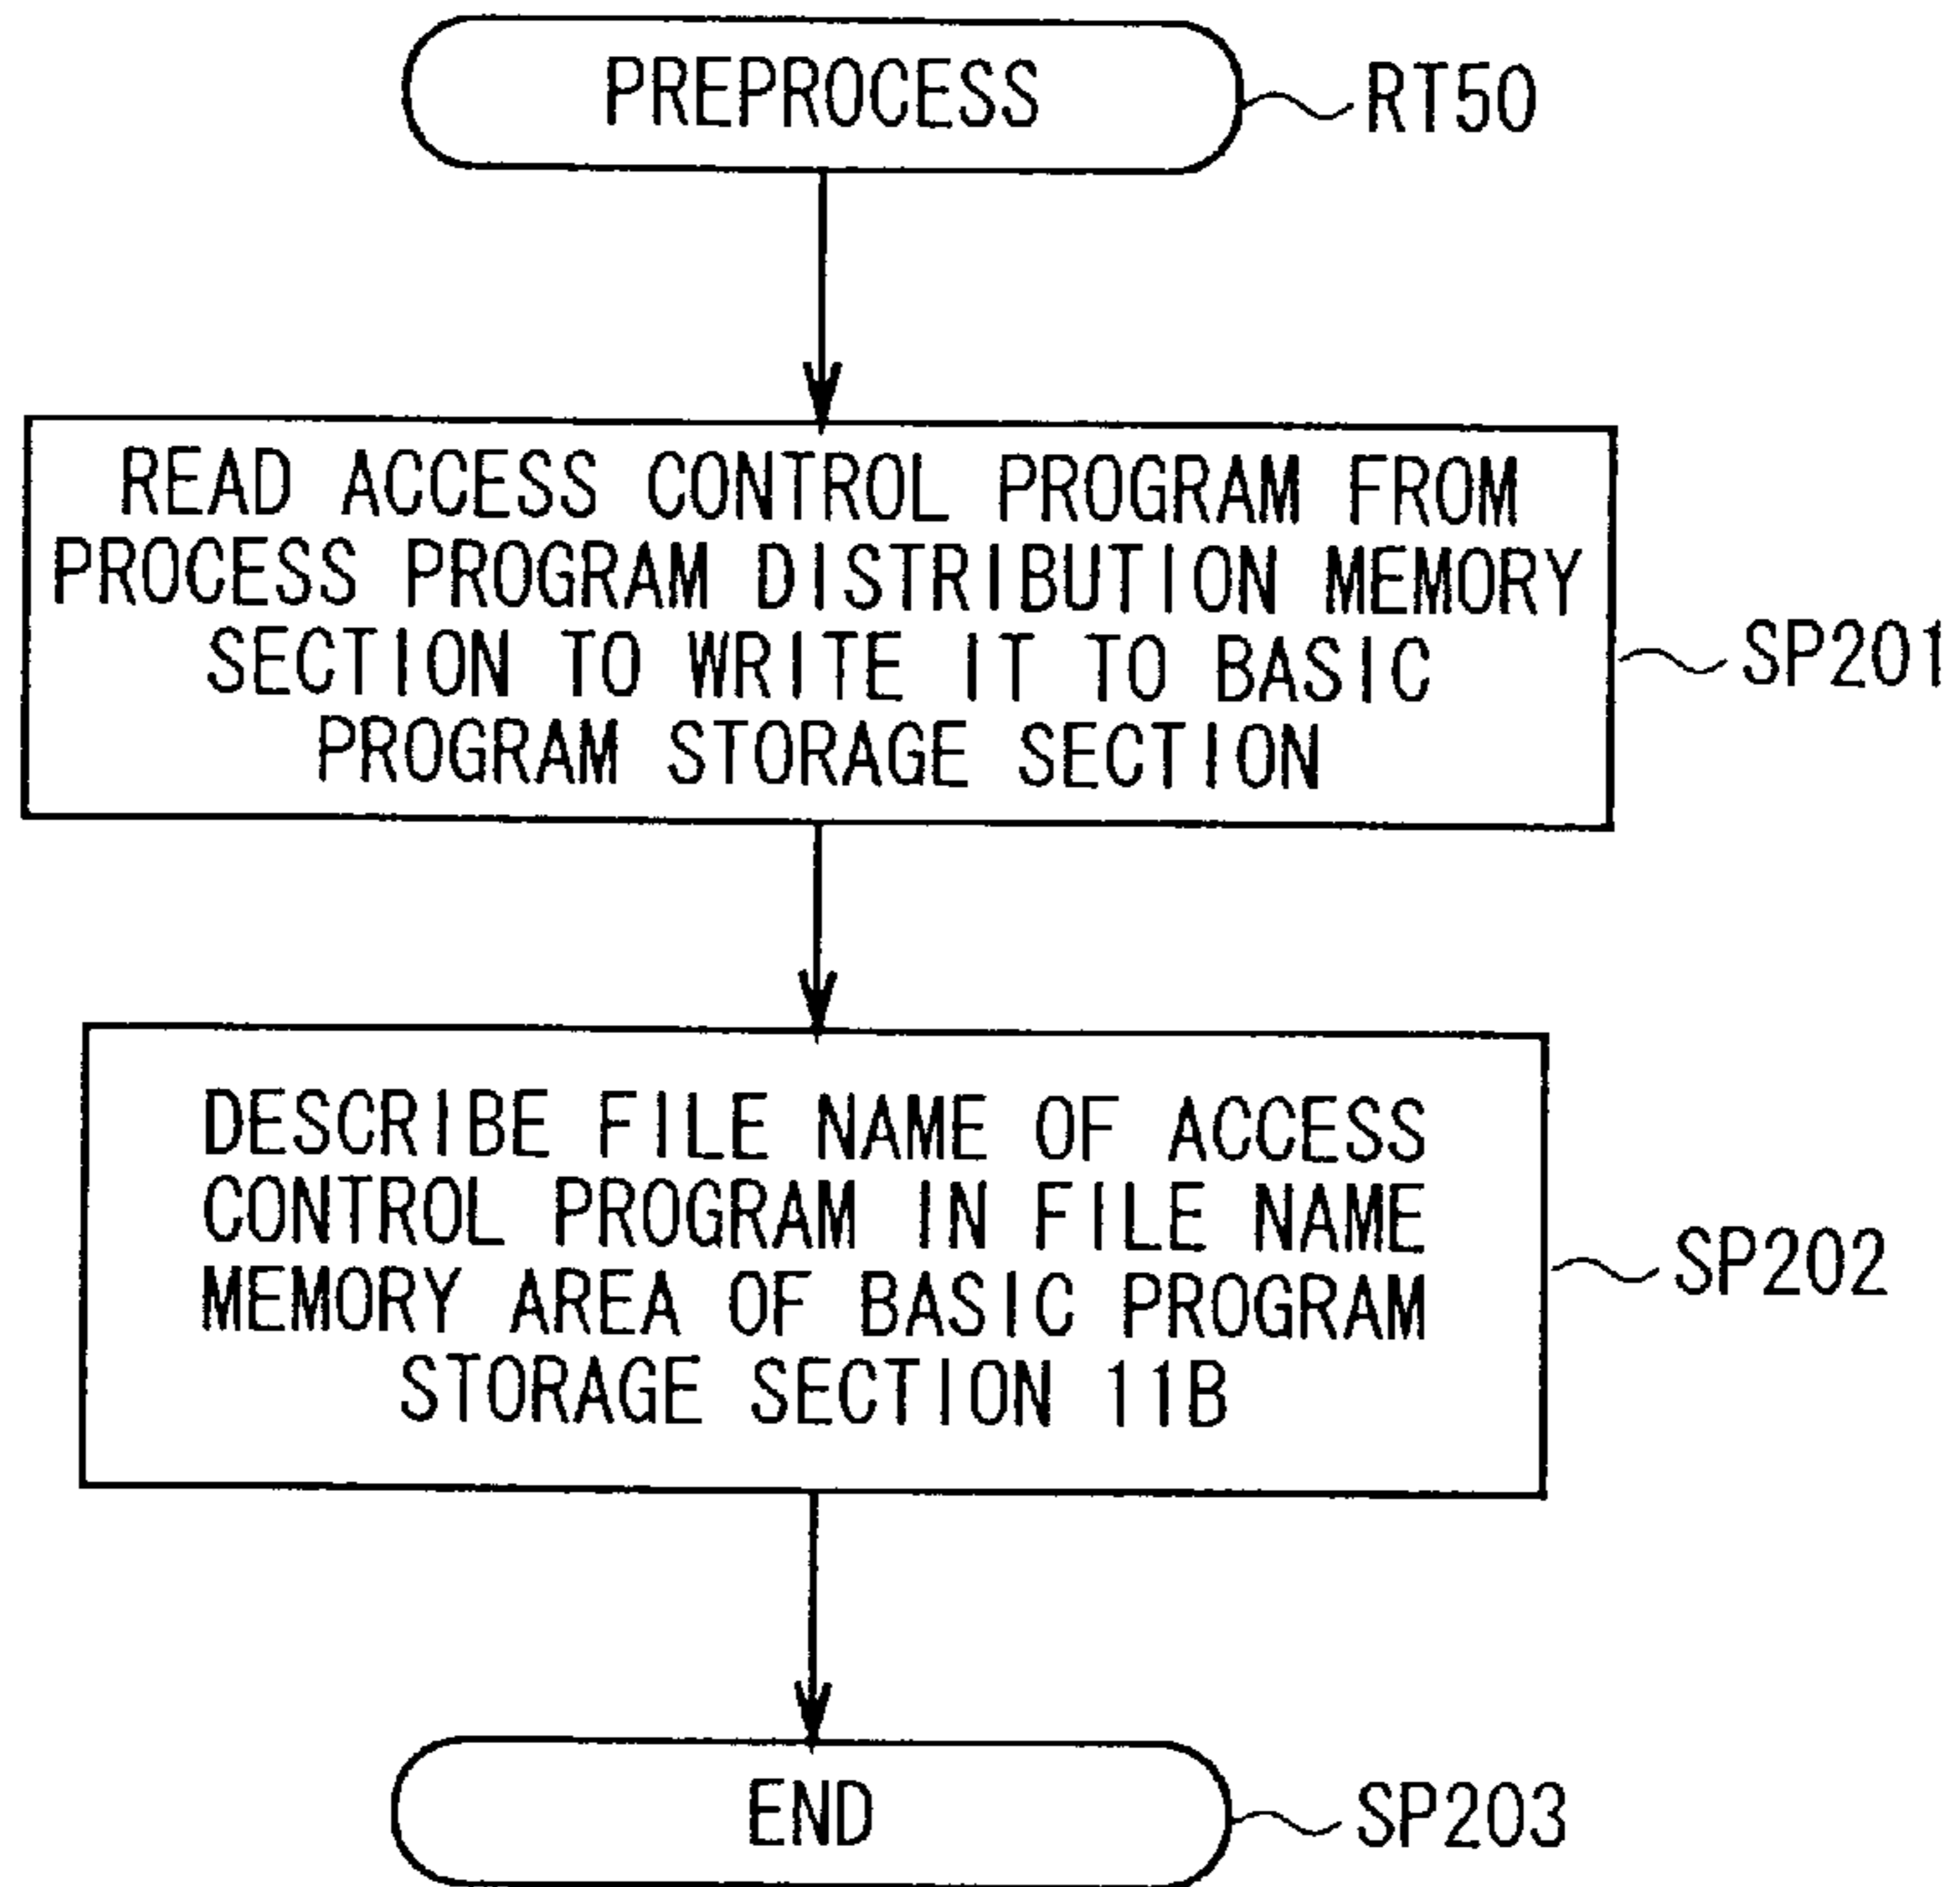 PREPROCESS
RT50
READ ACCESS CONTROL PROGRAM FROM
PROCESS PROGRAM DISTRIBUTION MEMORY
SECTION TO WRITE IT TO BASIC
PROGRAM STORAGE SECTION
SP201
DESCRIBE FILE NAME OF ACCESS
CONTROL PROGRAM IN FILE NAME
MEMORY AREA OF BASIC PROGRAM
STORAGE SECTION 11B
SP202
END
SP203